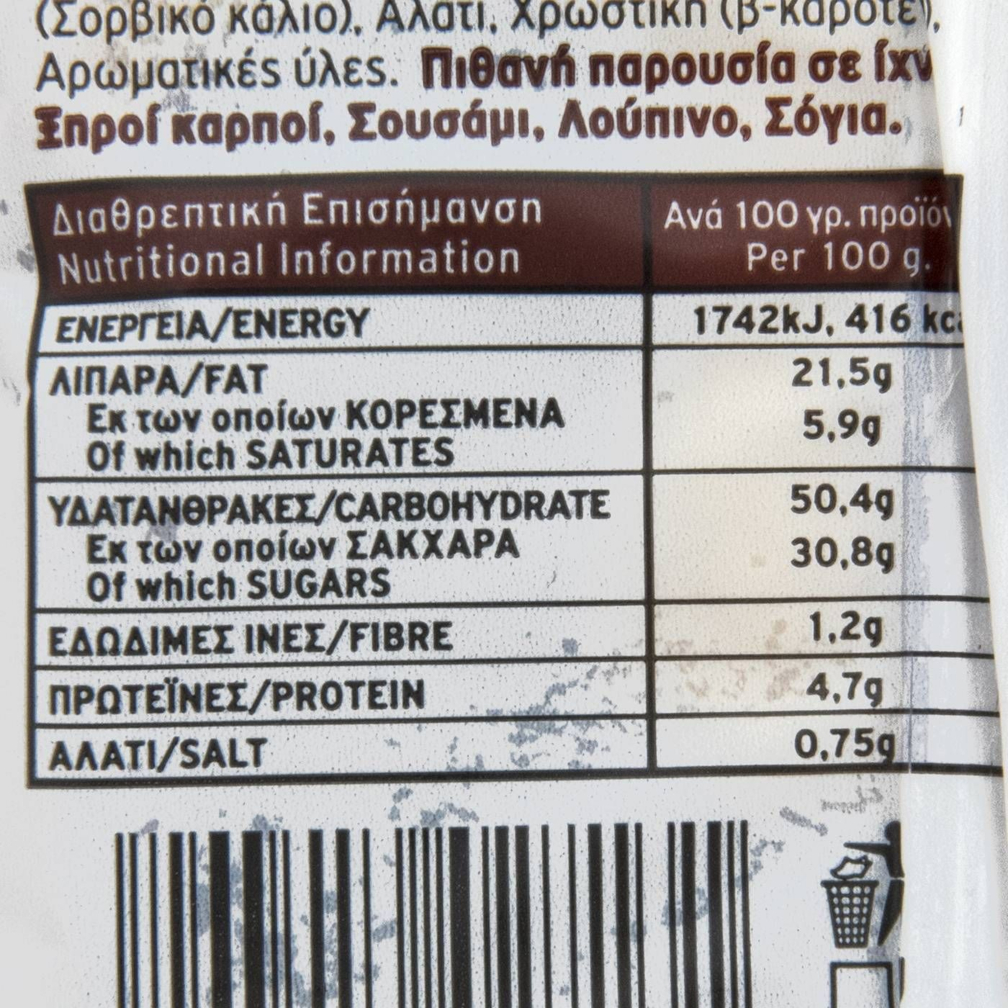 (Σορβικό κάλιο), Αλάτι, Χρωστική (β-καροτέ
Αρωματικές ύλες. Πιθανή παρουσία σε ίχν
Ξηροί καρποί, Σουσάμι, Λούπινο, Σόγια.
Διαθρεπτική Επισήμανση Ανά 100 γρ. προϊόν
Nutritional Information Per 100 g.
ΕΝΕΡΓΕΙΑ/ENERGY 1742kJ, 416 kca
ΛΙΠΑΡΑ/FAT 21,5g
Εκ των οποίων ΚΟΡΕΣΜΕΝΑ 5,9g
Of which SATURATES
ΥΔΑΤΑΝΘΡΑΚΕΣ/CARBOHYDRATE 50,4g
Εκ των οποίων ΣΑΚΧΑΡΑ 30,8g
Of which SUGARS
ΕΔΩΔΙΜΕΣ ΙΝΕΣ/FIBRE 1,2g
ΠΡΩΤΕΪΝΕΣ/PROTEIN 4,7g
ΑΛΑΤΙ/SALT 0,75g